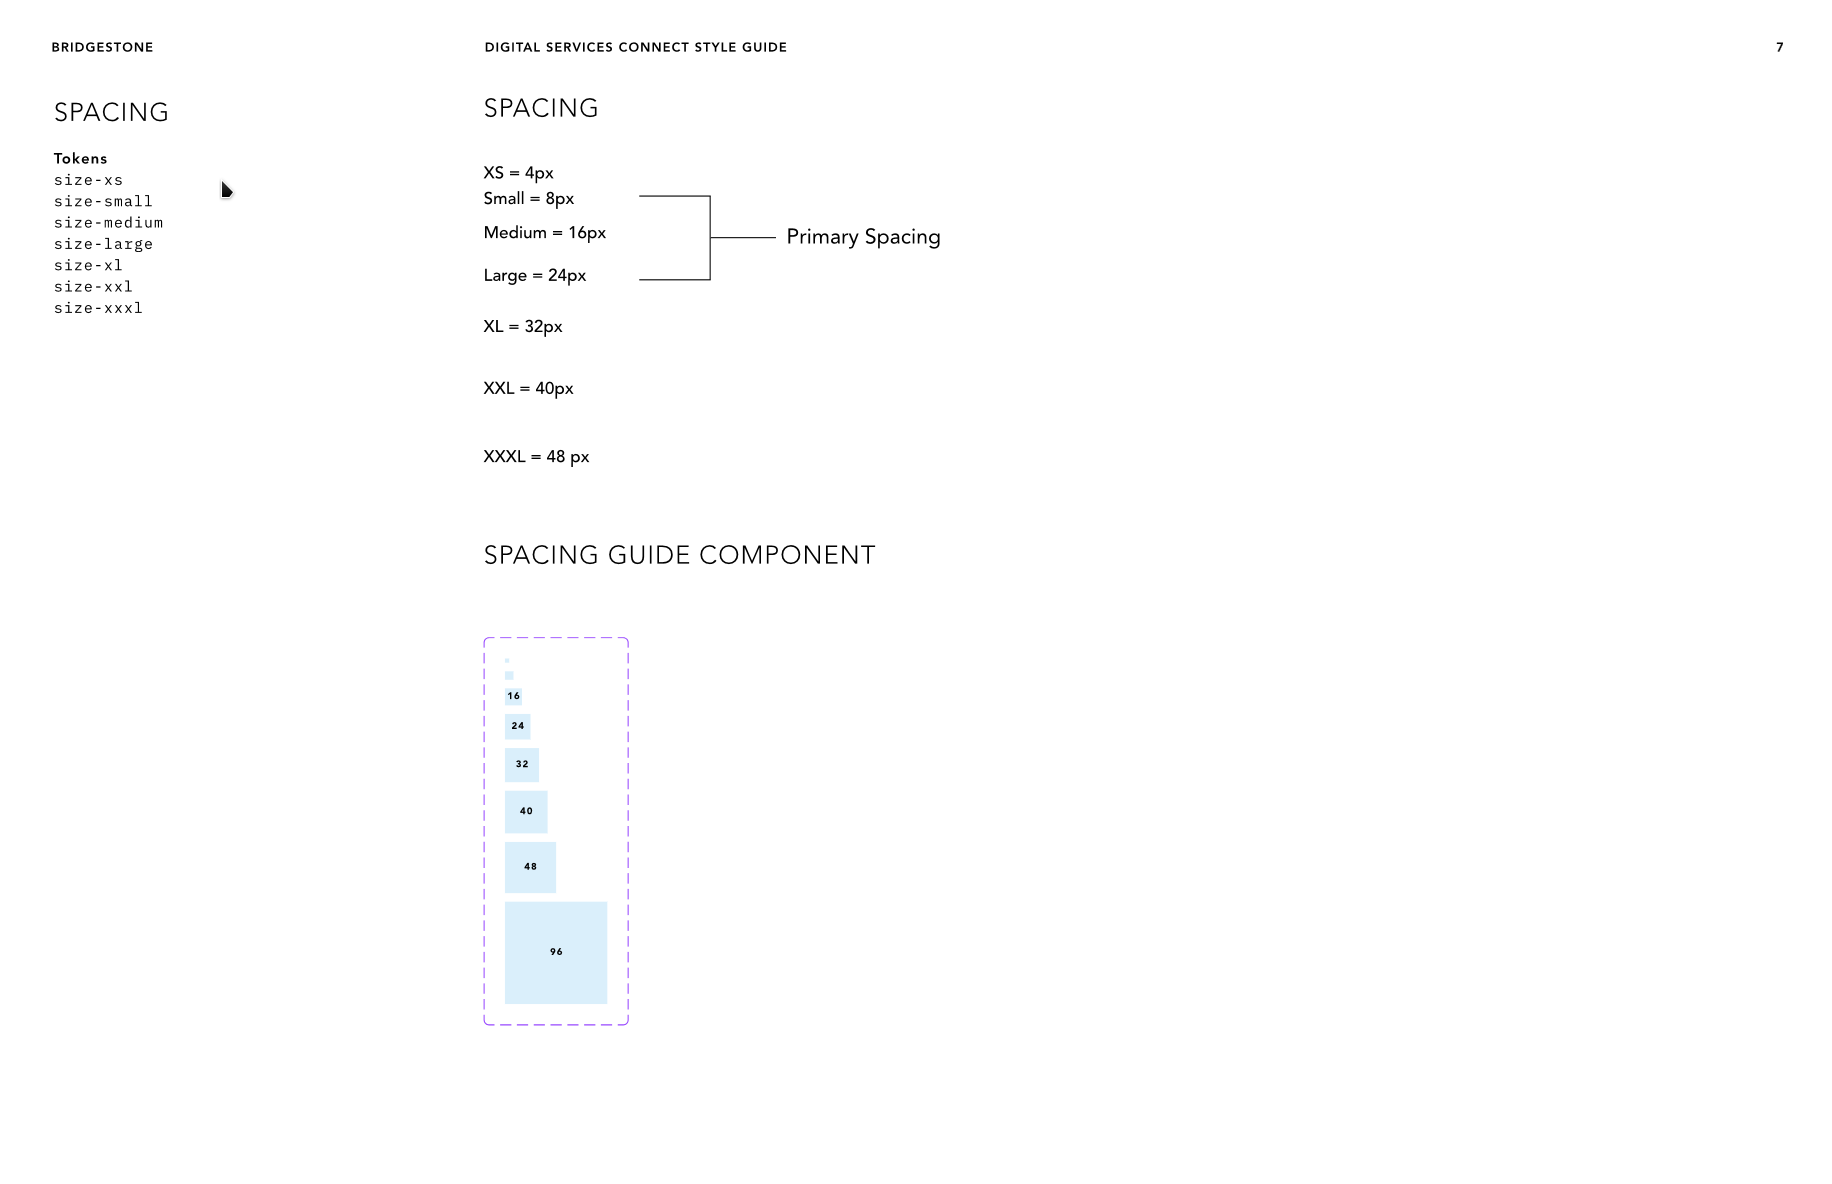 BRIDGESTONE
DIGITAL SERVICES CONNECT STYLE GUIDE
7
SPACING
Tokens
size-xs
size-small
size-medium
size-large
size-xl
size-xxl
size-xxxl
SPACING
XS = 4px
Small = 8px
Medium = 16px
Large = 24px
Primary Spacing
XL = 32px
XXL = 40px
XXXL = 48 px
SPACING GUIDE COMPONENT
16
24
32
40
48
96